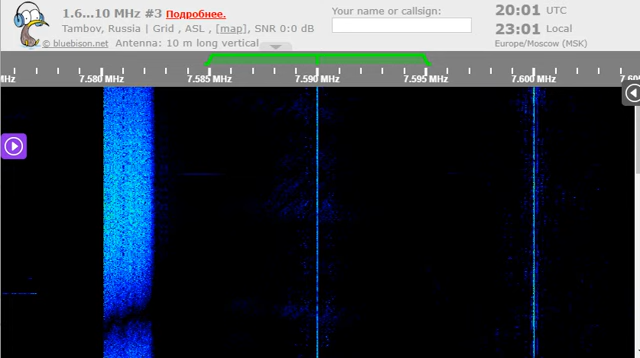 1.6...10 MHz #3 Подробнее.
Tambov, Russia | Grid , ASL , [map], SNR 0:0 dB
© bluebison.net Antenna: 10 m long vertical
Your name or callsign:
20:01 UTC
23:01 Local
Europe/Moscow (MSK)
MHz 7.580 MHz 7.585 MHz 7.590 MHz 7.595 MHz 7.600 MHz 7.605